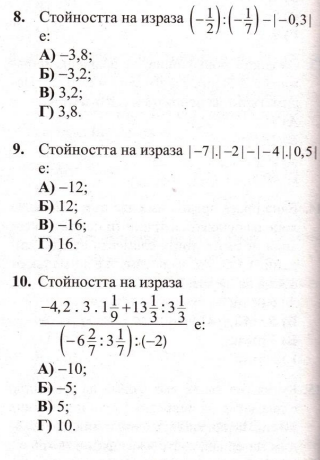 8. Стойността на израза (−1/2):(−1/7)−|−0,3|
е:
А) −3,8;
Б) −3,2;
В) 3,2;
Г) 3,8.
9. Стойността на израза |−7|.|−2|−|−4|.|0,5|
е:
А) −12;
Б) 12;
В) −16;
Г) 16.
10. Стойността на израза
−4,2 . 3 . 1 1/9 + 13 1/3 : 3 1/3
(−6 2/7 : 3 1/7) : (−2) е:
А) −10;
Б) −5;
В) 5;
Г) 10.